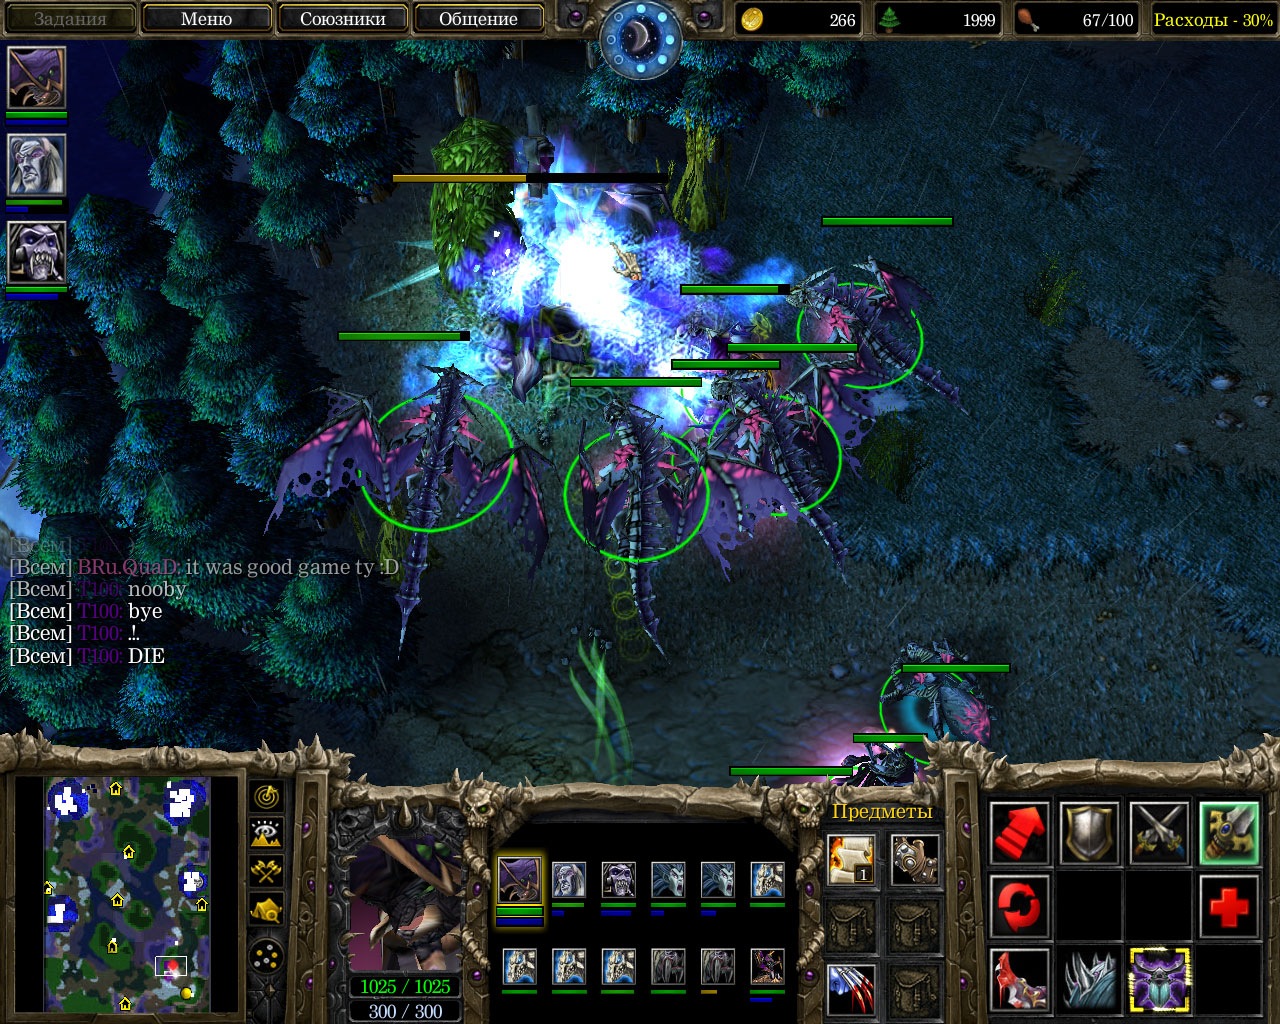 Задания Меню Союзники Общение 266 1999 67/100 Расходы - 30%
[Всем]
[Всем] BRu.QuaD: it was good game ty :D
[Всем] T100: nooby
[Всем] T100: bye
[Всем] T100: .!.
[Всем] T100: DIE
Предметы
1
1025 / 1025
300 / 300